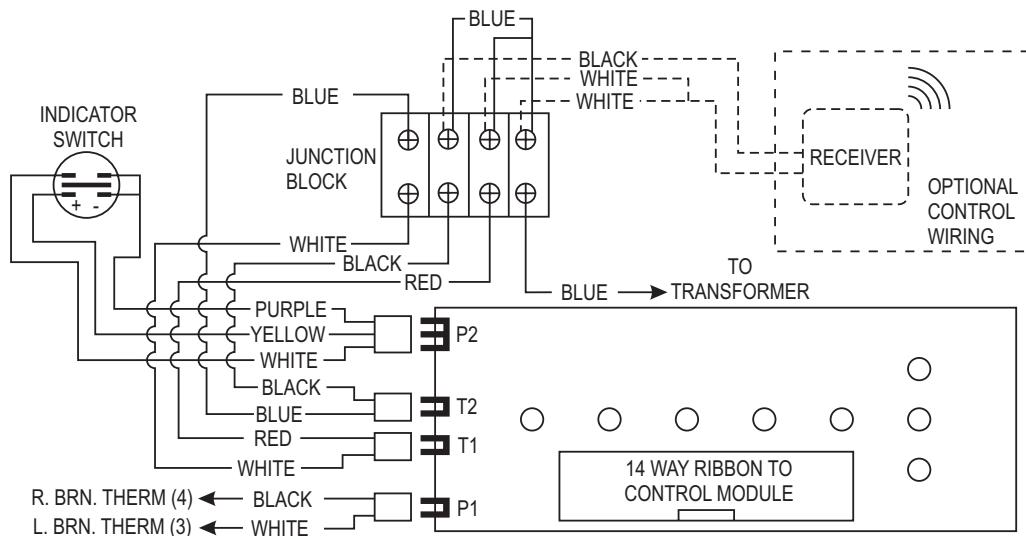 BLUE
BLACK
WHITE
WHITE
BLUE
INDICATOR
SWITCH
+ -
JUNCTION
BLOCK
RECEIVER
OPTIONAL
CONTROL
WIRING
WHITE
BLACK
RED
BLUE
TO
TRANSFORMER
PURPLE
YELLOW
WHITE
P2
BLACK
BLUE
T2
RED
WHITE
T1
14 WAY RIBBON TO
CONTROL MODULE
R. BRN. THERM (4) BLACK
L. BRN. THERM (3) WHITE
P1